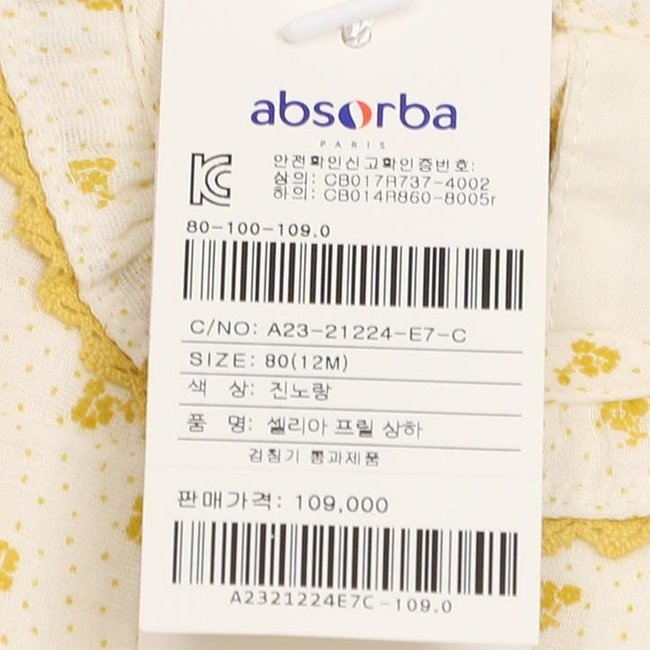 absorba
PARIS
KC
안전확인신고확인증번호:
상의: CB017R737-4002
하의: CB014R860-8005r
80-100-109.0
C/NO: A23-21224-E7-C
SIZE: 80(12M)
색 상: 진노랑
품 명: 셀리아 프릴 상하
검침기 통과제품
판매가격: 109,000
A2321224E7C-109.0